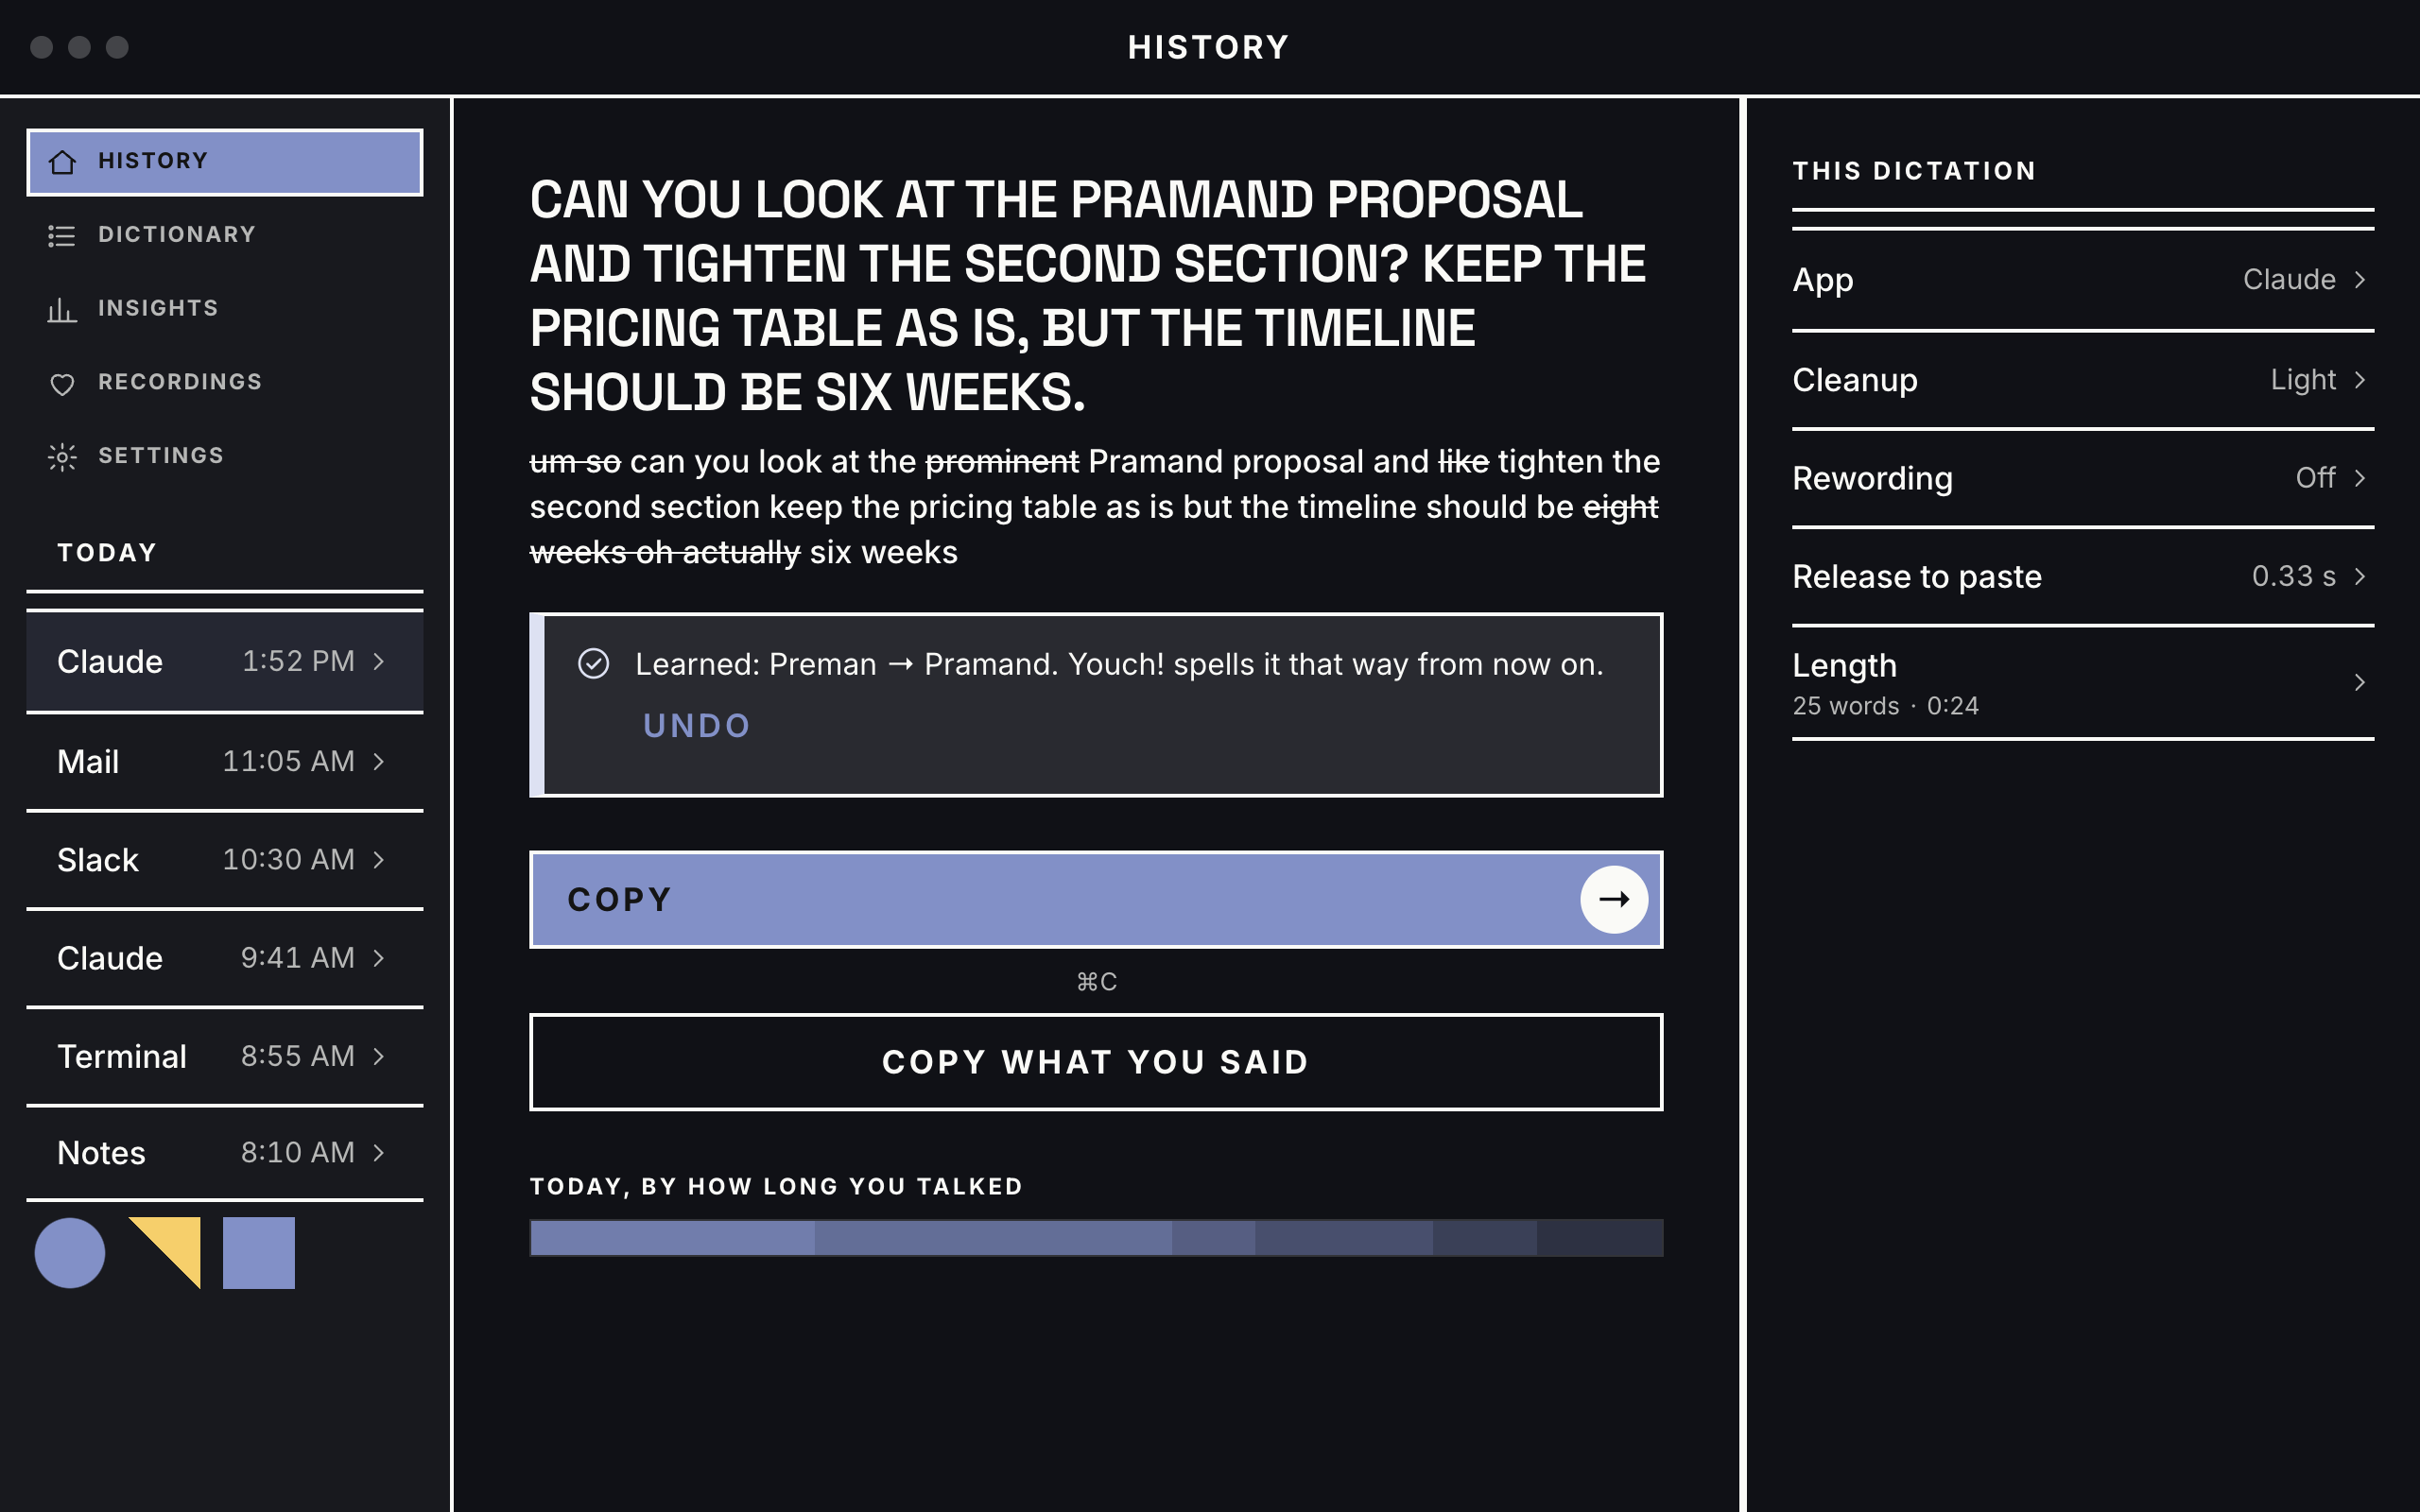 HISTORY
HISTORY
DICTIONARY
INSIGHTS
RECORDINGS
SETTINGS
TODAY
Claude 1:52 PM
Mail 11:05 AM
Slack 10:30 AM
Claude 9:41 AM
Terminal 8:55 AM
Notes 8:10 AM
CAN YOU LOOK AT THE PRAMAND PROPOSAL
AND TIGHTEN THE SECOND SECTION? KEEP THE
PRICING TABLE AS IS, BUT THE TIMELINE
SHOULD BE SIX WEEKS.
um so can you look at the prominent Pramand proposal and like tighten the
second section keep the pricing table as is but the timeline should be eight
weeks oh actually six weeks
Learned: Preman → Pramand. Youch! spells it that way from now on.
UNDO
COPY
⌘C
COPY WHAT YOU SAID
TODAY, BY HOW LONG YOU TALKED
THIS DICTATION
App Claude
Cleanup Light
Rewording Off
Release to paste 0.33 s
Length
25 words · 0:24